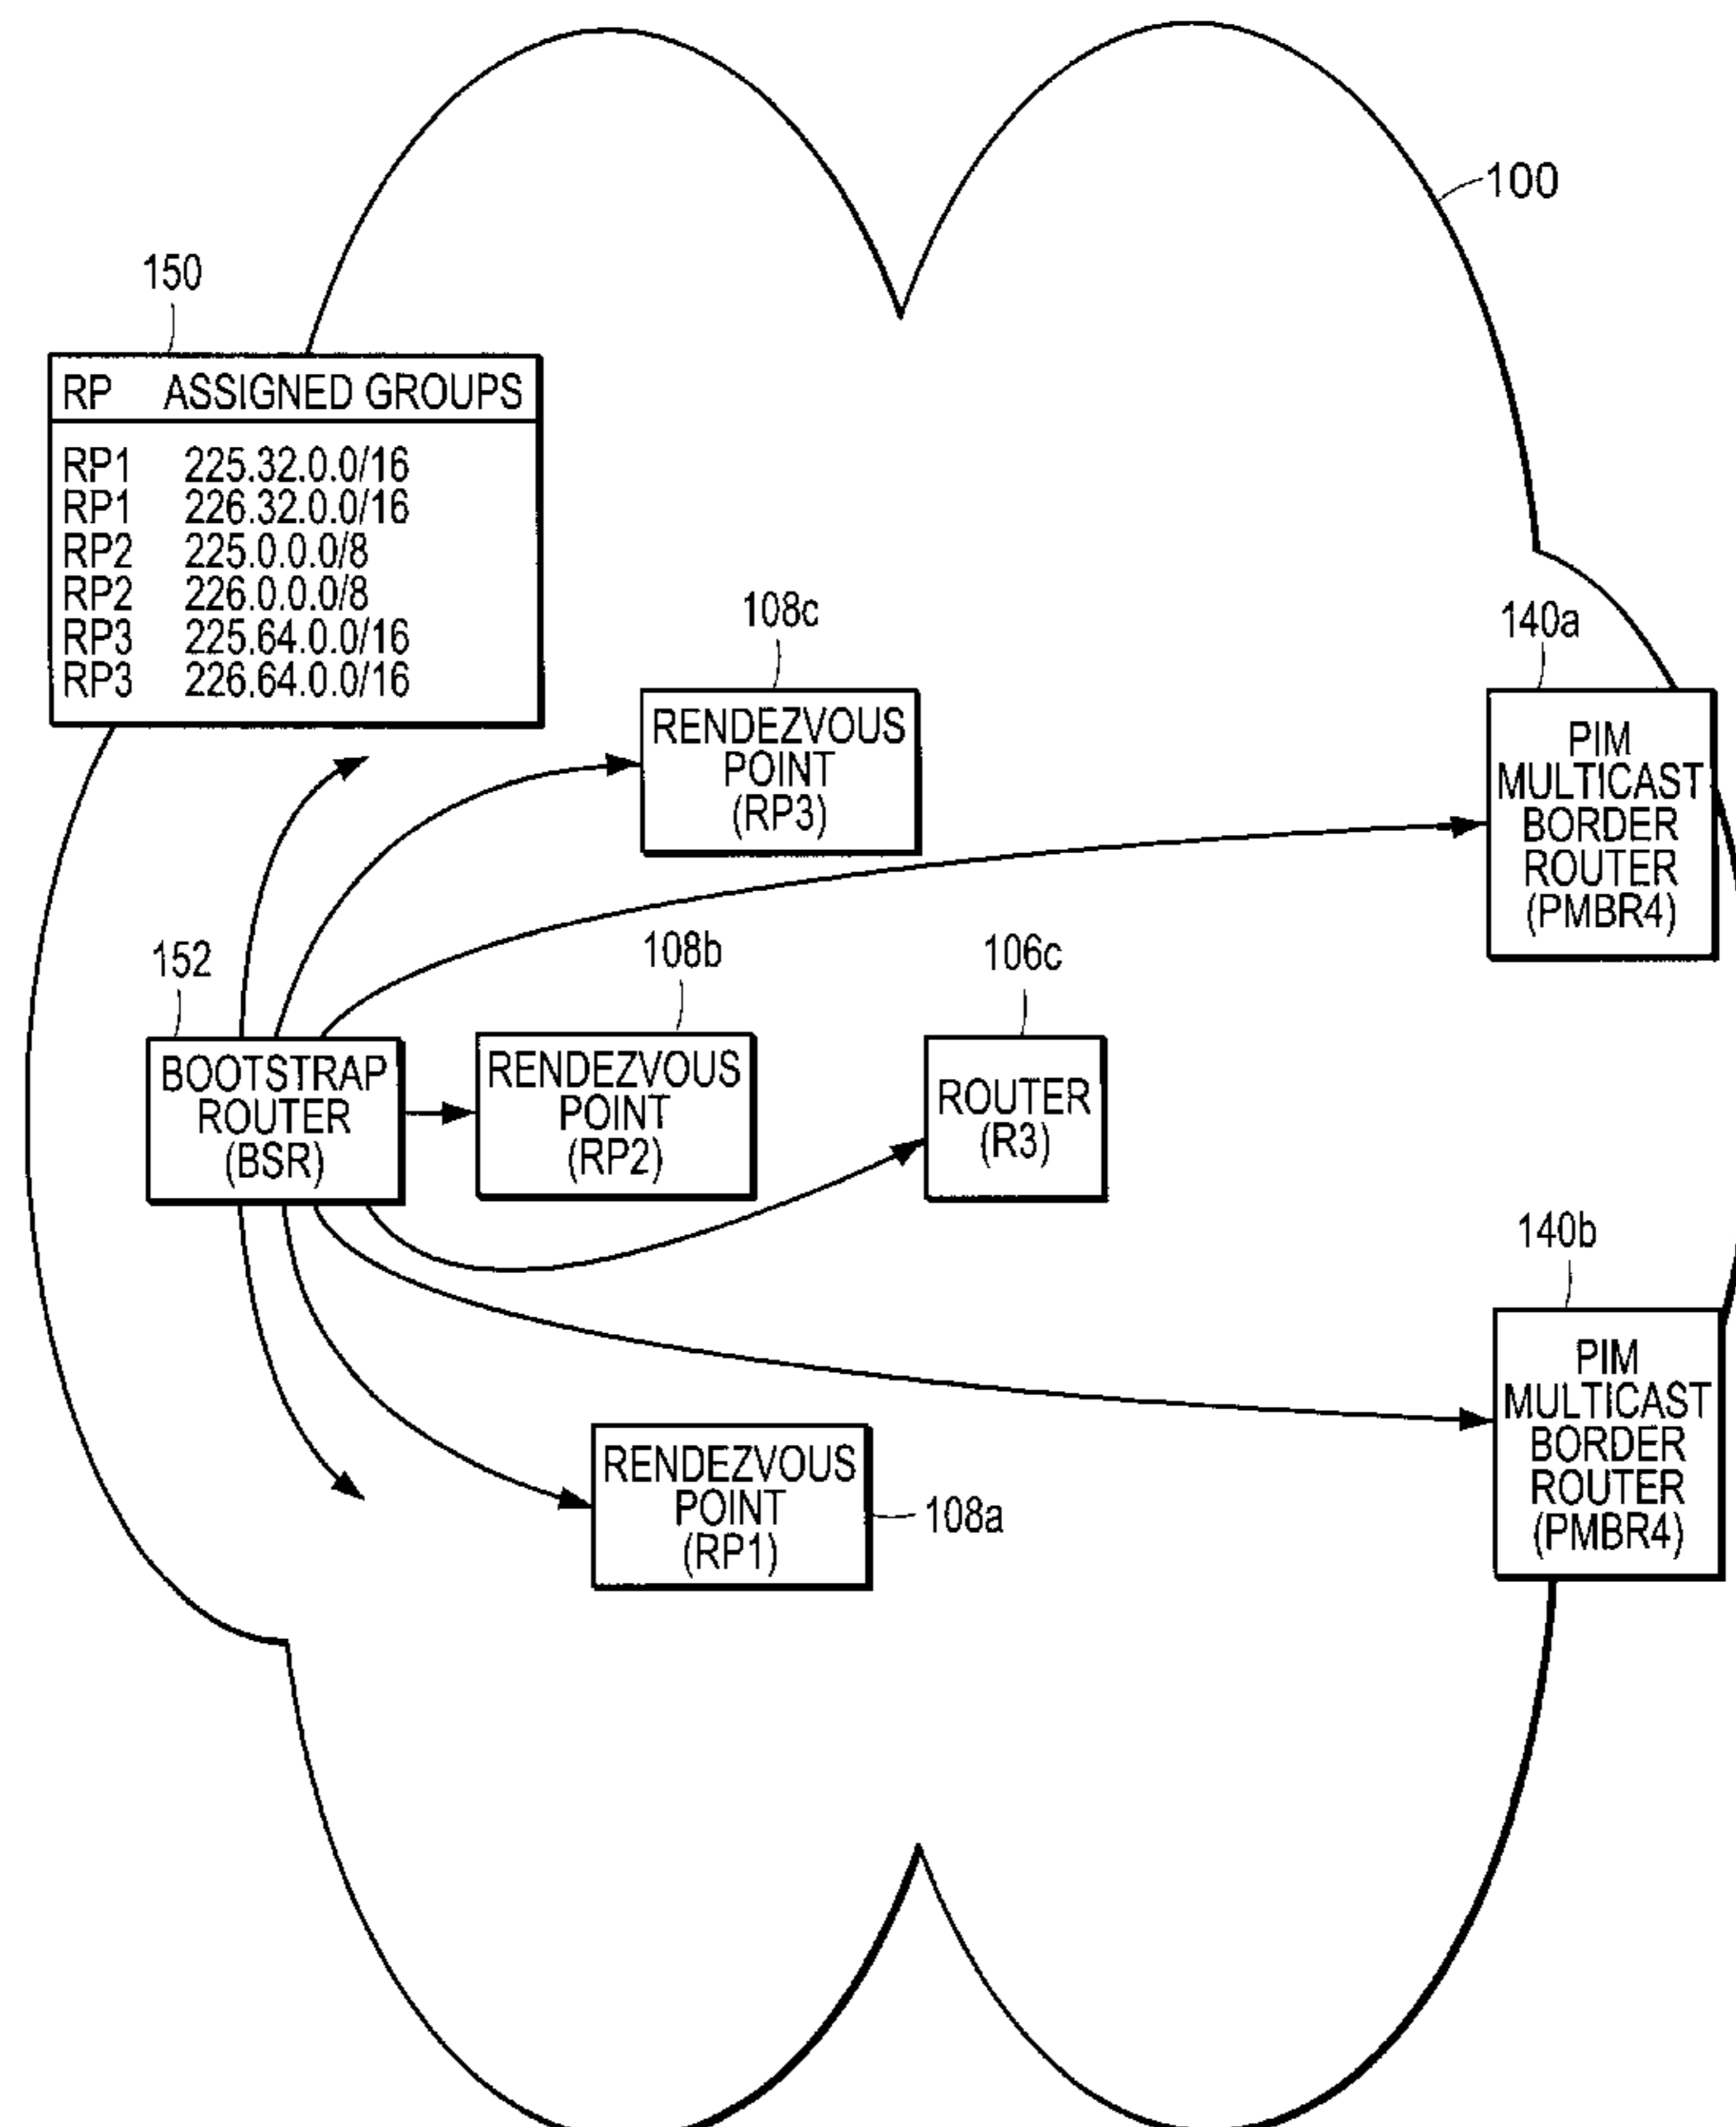 100
150
RP ASSIGNED GROUPS
RP1 225.32.0.0/16
RP1 226.32.0.0/16
RP2 225.0.0.0/8
RP2 226.0.0.0/8
RP3 225.64.0.0/16
RP3 226.64.0.0/16
108c
RENDEZVOUS
POINT
(RP3)
140a
PIM
MULTICAST
BORDER
ROUTER
(PMBR4)
152
BOOTSTRAP
ROUTER
(BSR)
108b
RENDEZVOUS
POINT
(RP2)
106c
ROUTER
(R3)
140b
PIM
MULTICAST
BORDER
ROUTER
(PMBR4)
RENDEZVOUS
POINT
(RP1)
108a